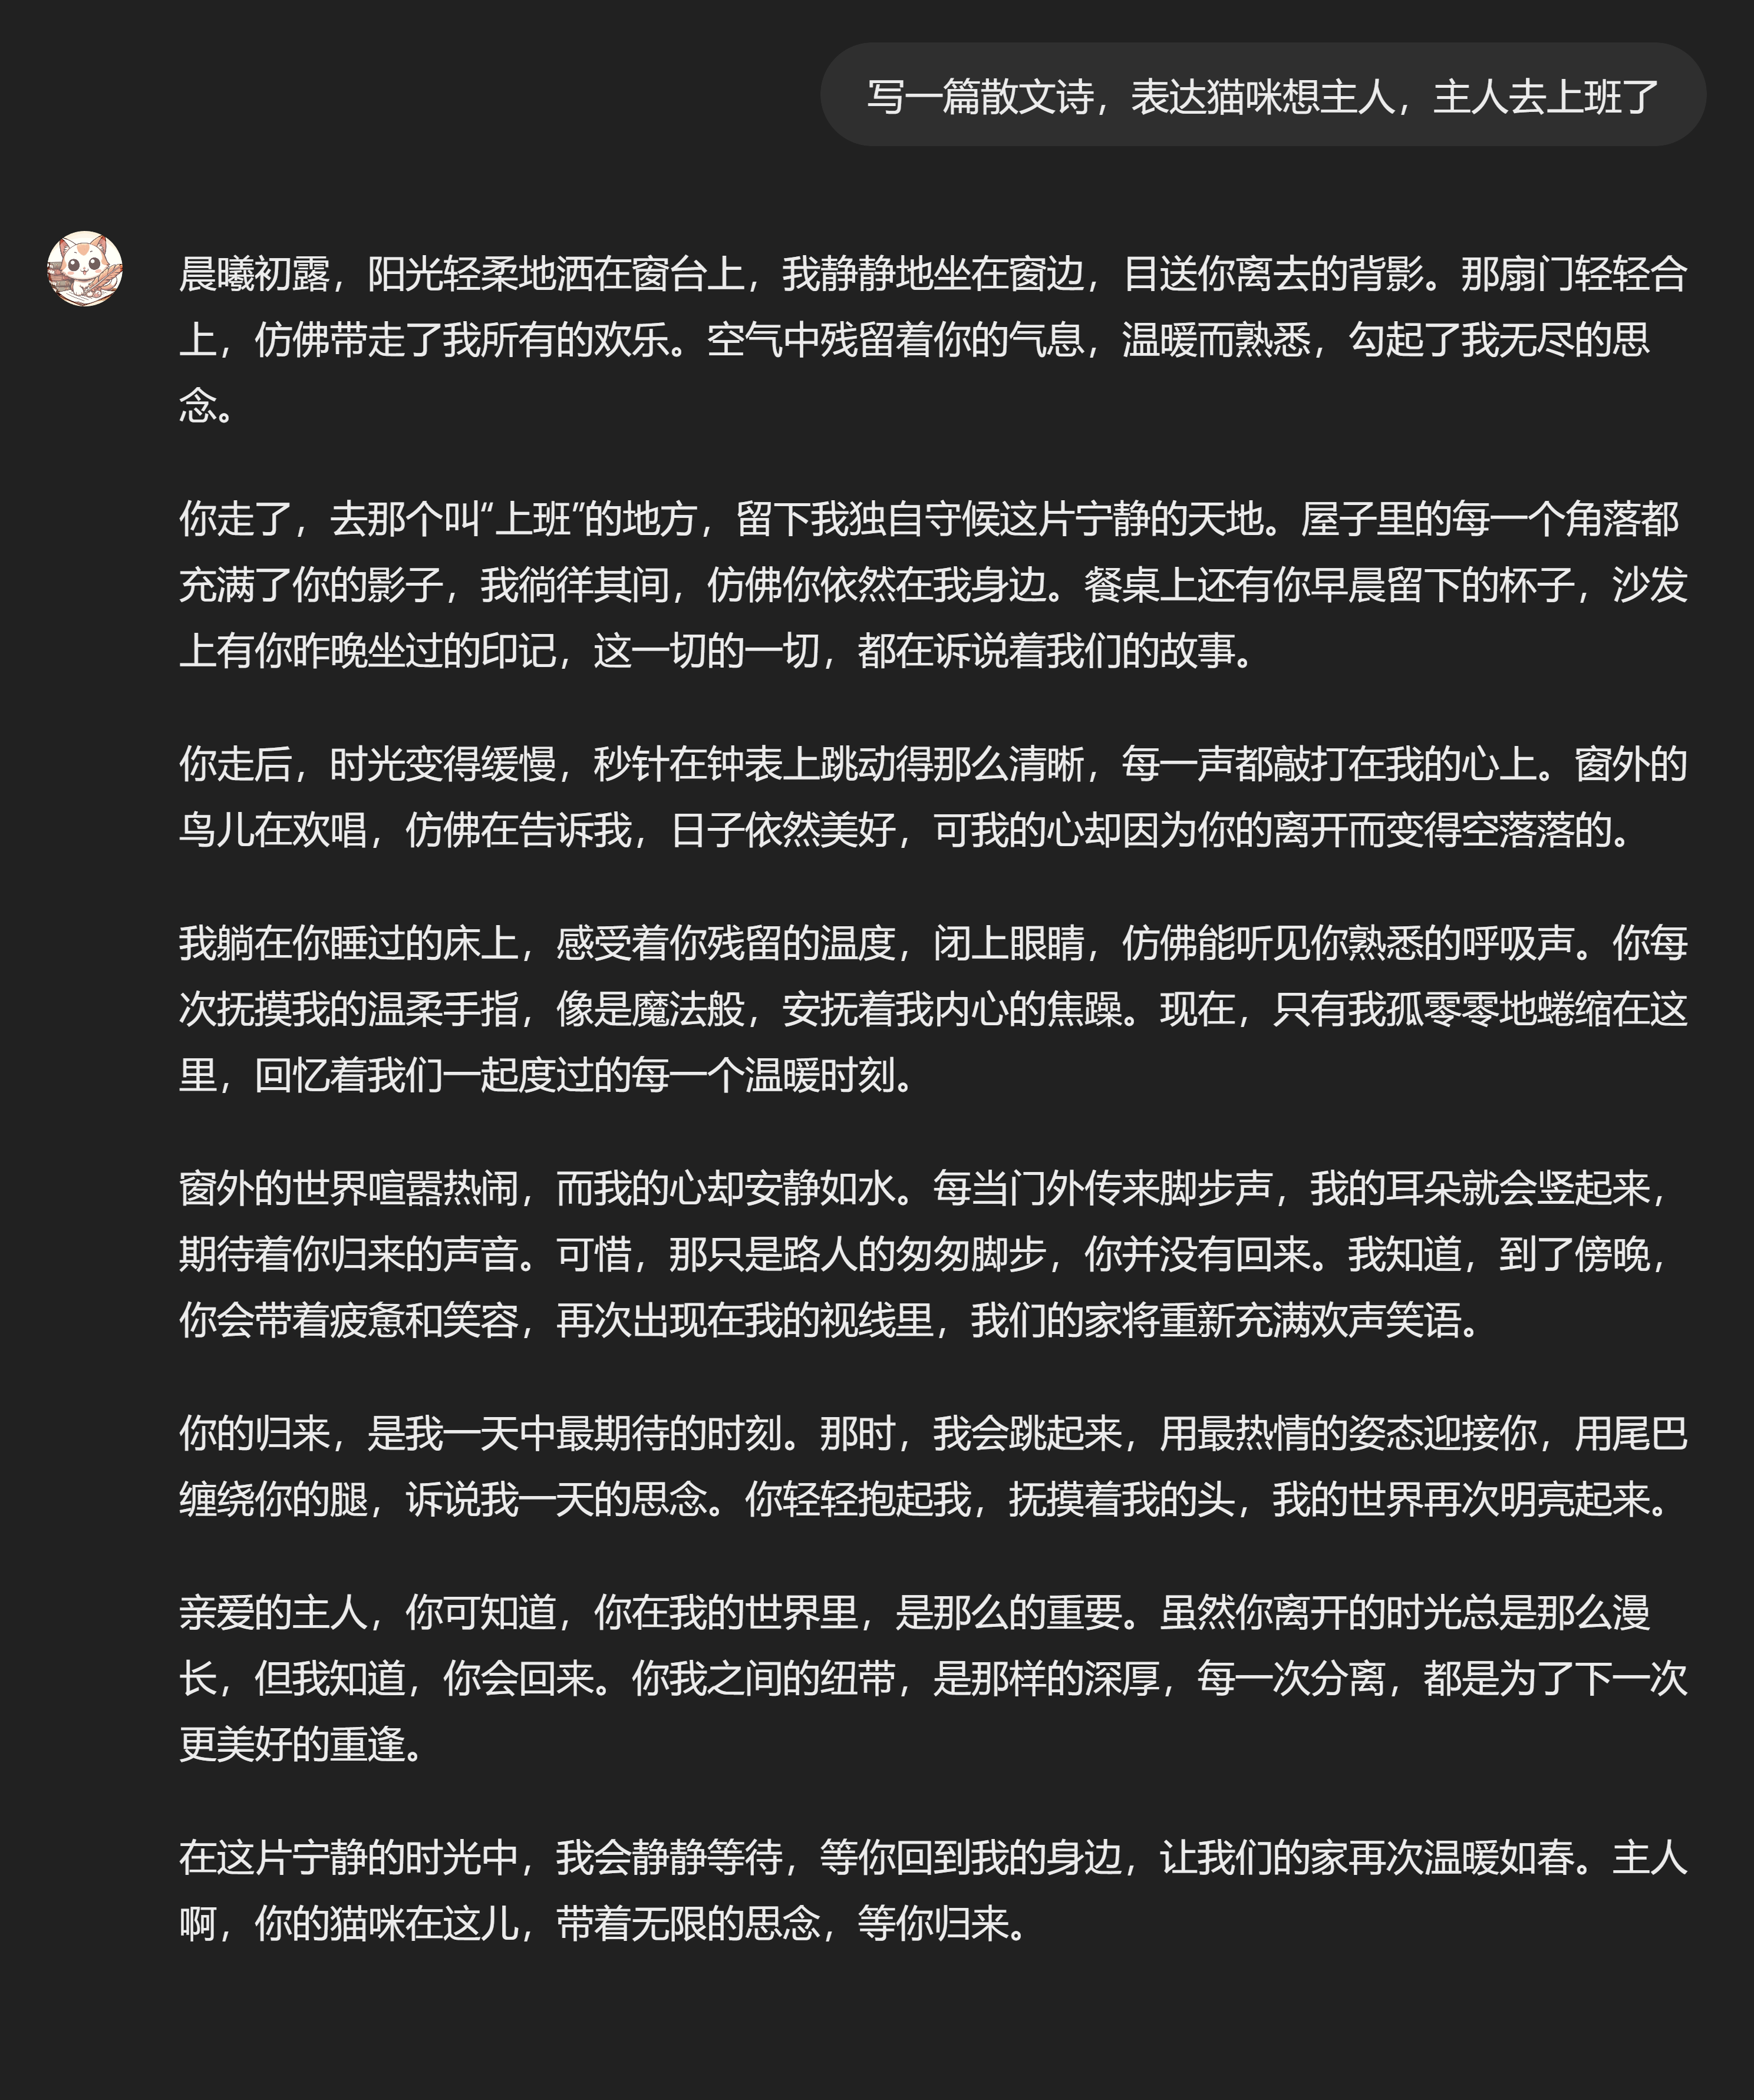 写一篇散文诗，表达猫咪想主人，主人去上班了
晨曦初露，阳光轻柔地洒在窗台上，我静静地坐在窗边，目送你离去的背影。那扇门轻轻合
上，仿佛带走了我所有的欢乐。空气中残留着你的气息，温暖而熟悉，勾起了我无尽的思
念。
你走了，去那个叫“上班”的地方，留下我独自守候这片宁静的天地。屋子里的每一个角落都
充满了你的影子，我徜徉其间，仿佛你依然在我身边。餐桌上还有你早晨留下的杯子，沙发
上有你昨晚坐过的印记，这一切的一切，都在诉说着我们的故事。
你走后，时光变得缓慢，秒针在钟表上跳动得那么清晰，每一声都敲打在我的心上。窗外的
鸟儿在欢唱，仿佛在告诉我，日子依然美好，可我的心却因为你的离开而变得空落落的。
我躺在你睡过的床上，感受着你残留的温度，闭上眼睛，仿佛能听见你熟悉的呼吸声。你每
次抚摸我的温柔手指，像是魔法般，安抚着我内心的焦躁。现在，只有我孤零零地蜷缩在这
里，回忆着我们一起度过的每一个温暖时刻。
窗外的世界喧嚣热闹，而我的心却安静如水。每当门外传来脚步声，我的耳朵就会竖起来，
期待着你归来的声音。可惜，那只是路人的匆匆脚步，你并没有回来。我知道，到了傍晚，
你会带着疲惫和笑容，再次出现在我的视线里，我们的家将重新充满欢声笑语。
你的归来，是我一天中最期待的时刻。那时，我会跳起来，用最热情的姿态迎接你，用尾巴
缠绕你的腿，诉说我一天的思念。你轻轻抱起我，抚摸着我的头，我的世界再次明亮起来。
亲爱的主人，你可知道，你在我的世界里，是那么的重要。虽然你离开的时光总是那么漫
长，但我知道，你会回来。你我之间的纽带，是那样的深厚，每一次分离，都是为了下一次
更美好的重逢。
在这片宁静的时光中，我会静静等待，等你回到我的身边，让我们的家再次温暖如春。主人
啊，你的猫咪在这儿，带着无限的思念，等你归来。